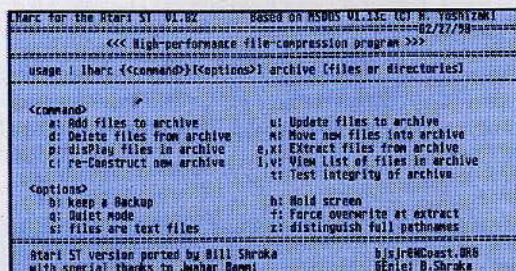 Lharc for the Atari ST V1.02 Based on MSDOS V1.13c (C) H. Yoshizaki
02/27/90
<<< High-performance file-compression program >>>
usage : lharc {<command>}[<options>] archive [files or directories]
<command>
a: Add files to archive u: Update files to archive
d: Delete files from archive m: Move new files into archive
p: disPlay files in archive e,x: EXtract files from archive
c: re-Construct new archive l,v: View List of files in archive
t: Test integrity of archive
<options>
b: keep a Backup h: Hold screen
q: Quiet mode f: Force overwrite at extract
s: files are text files z: distinguish full pathnames
Atari ST version ported by Bill Shroka
with special thanks to Jwahar Bammi GEnie: B.Shroka